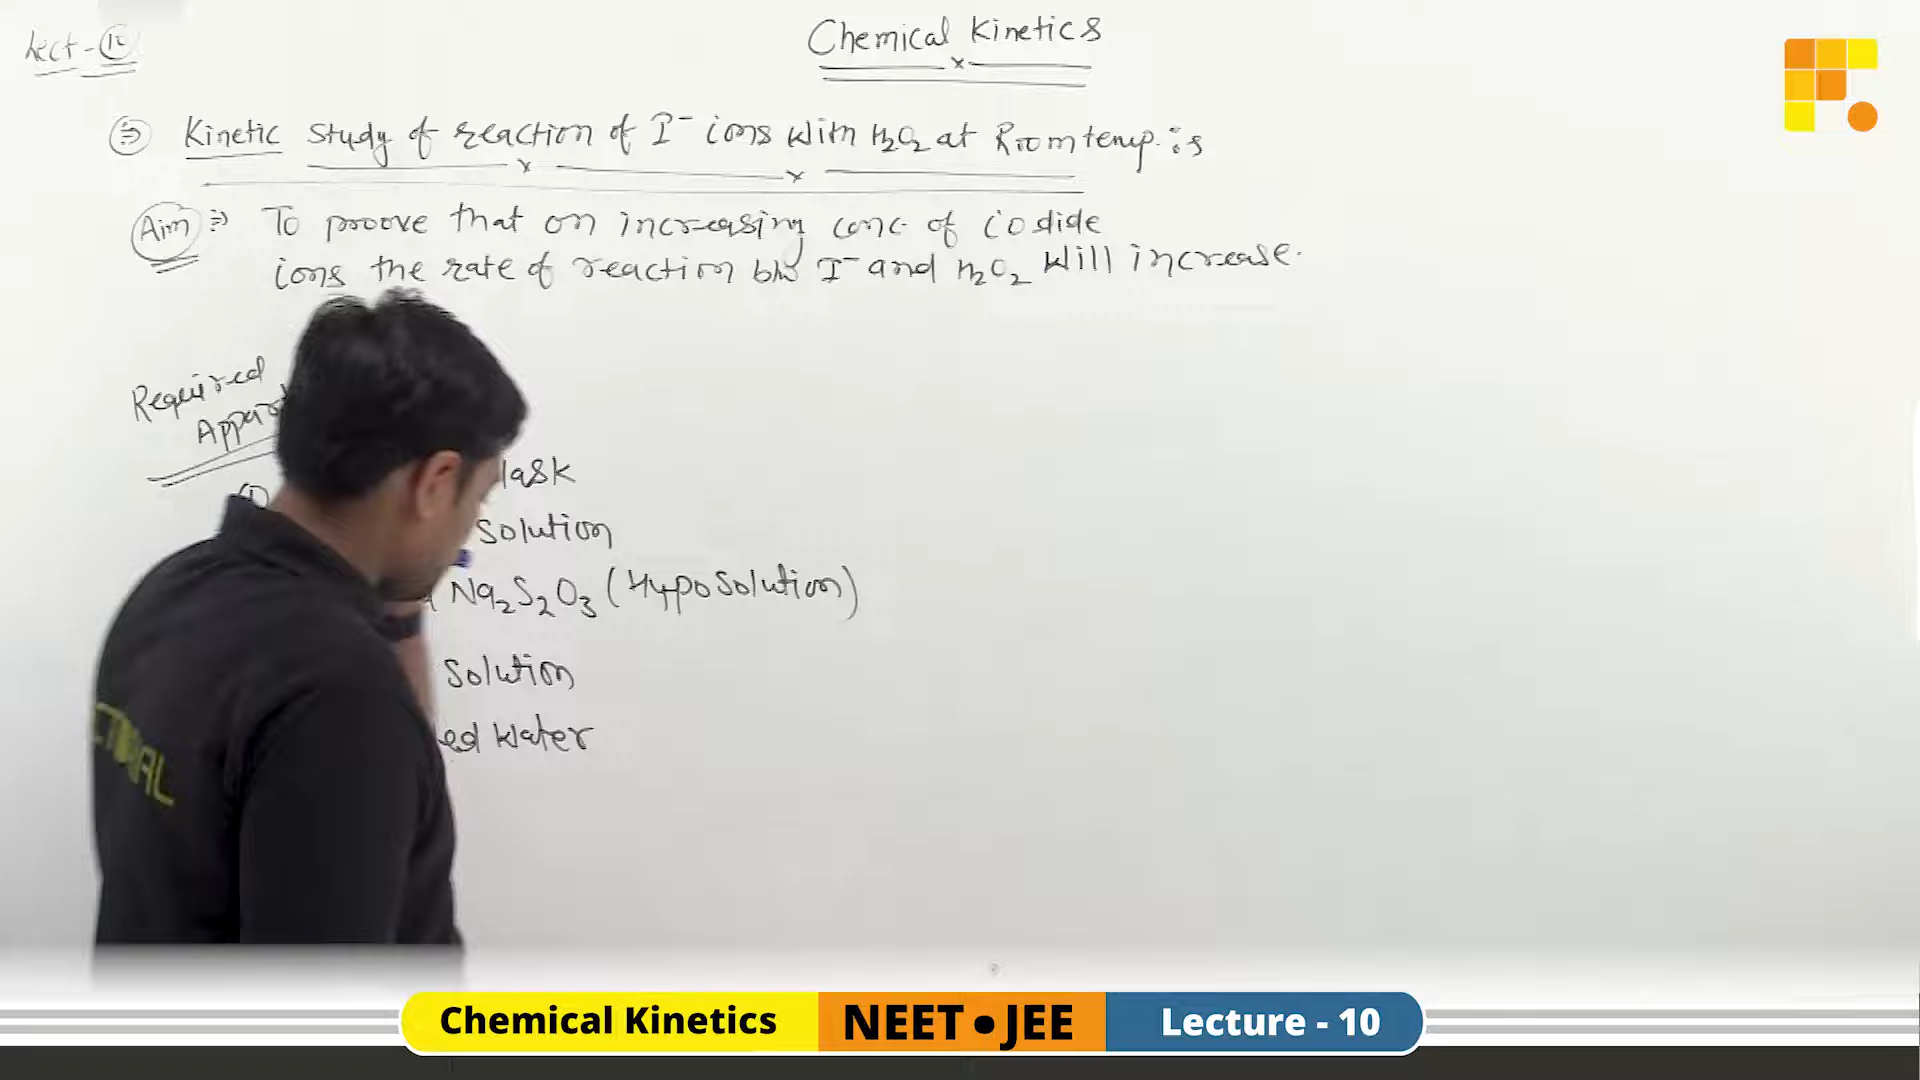 Lect-10
Chemical Kinetics
⇒ Kinetic study of reaction of I⁻ ions with H₂O₂ at Room temp. :-
Aim ⇒ To proove that on increasing conc. of iodide
ions the rate of reaction b/w I⁻ and H₂O₂ will increase.
Required
①
Solution
Na₂S₂O₃ (Hypo Solution)
Solution
Water
Chemical Kinetics NEET • JEE Lecture - 10